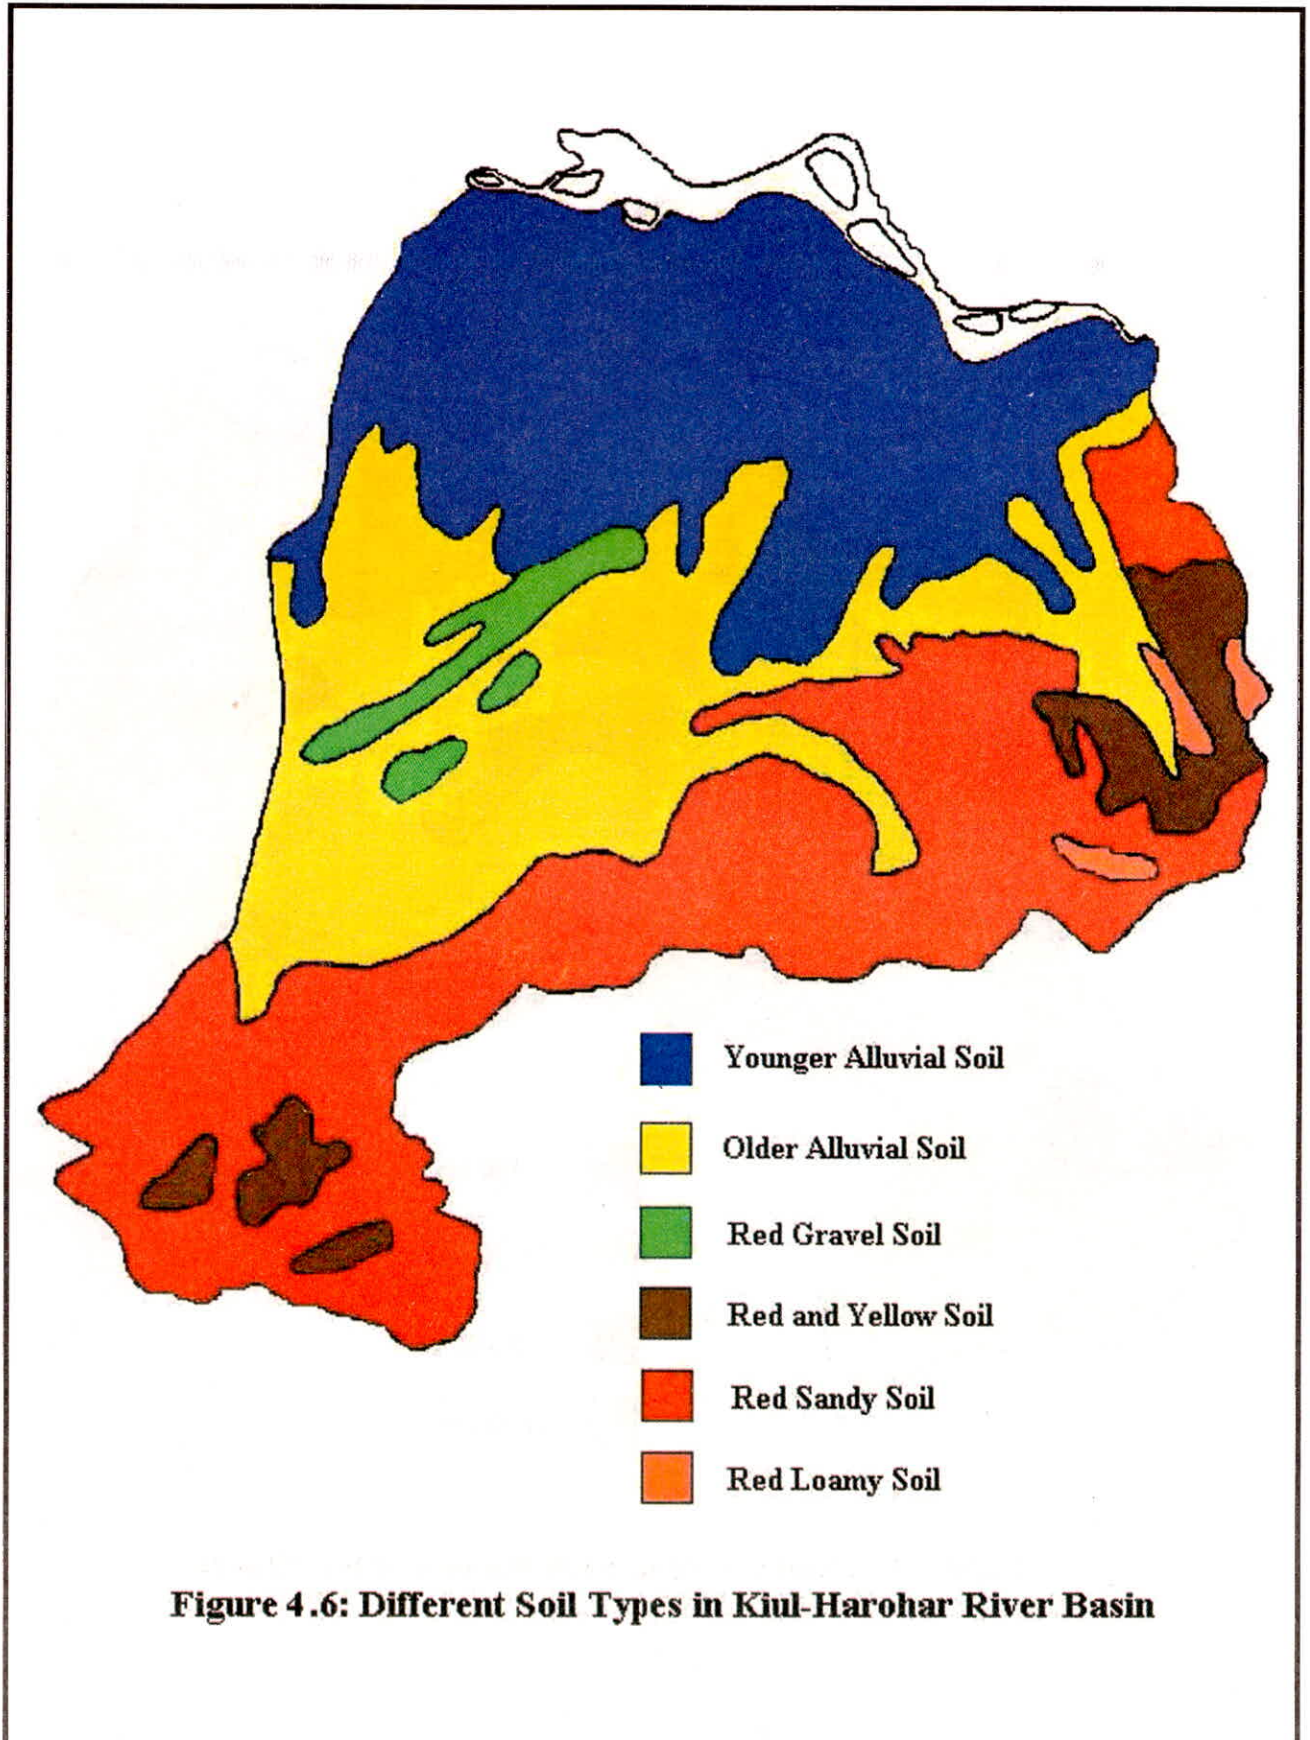 Younger Alluvial Soil
Older Alluvial Soil
Red Gravel Soil
Red and Yellow Soil
Red Sandy Soil
Red Loamy Soil
Figure 4.6: Different Soil Types in Kiul-Harohar River Basin